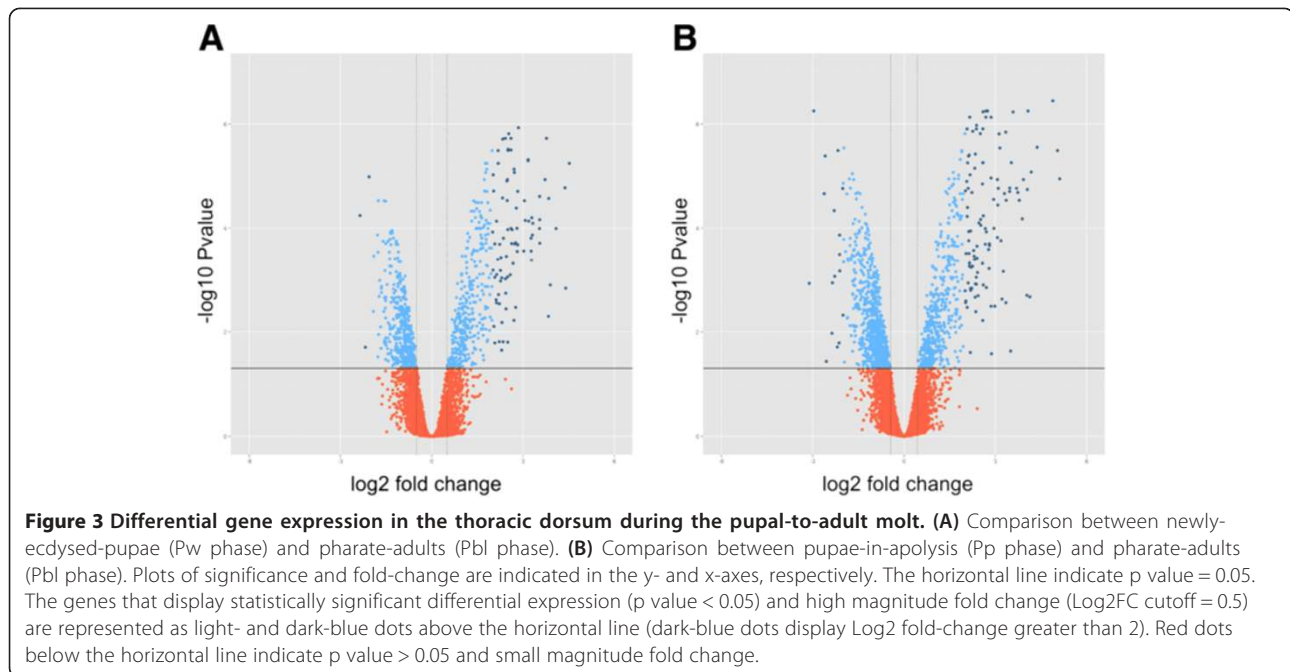 A
B
-log10 Pvalue
-log10 Pvalue
log2 fold change
log2 fold change
Figure 3 Differential gene expression in the thoracic dorsum during the pupal-to-adult molt. (A) Comparison between newly-
ecdysed-pupae (Pw phase) and pharate-adults (Pbl phase). (B) Comparison between pupae-in-apolysis (Pp phase) and pharate-adults
(Pbl phase). Plots of significance and fold-change are indicated in the y- and x-axes, respectively. The horizontal line indicate p value = 0.05.
The genes that display statistically significant differential expression (p value < 0.05) and high magnitude fold change (Log2FC cutoff = 0.5)
are represented as light- and dark-blue dots above the horizontal line (dark-blue dots display Log2 fold-change greater than 2). Red dots
below the horizontal line indicate p value > 0.05 and small magnitude fold change.